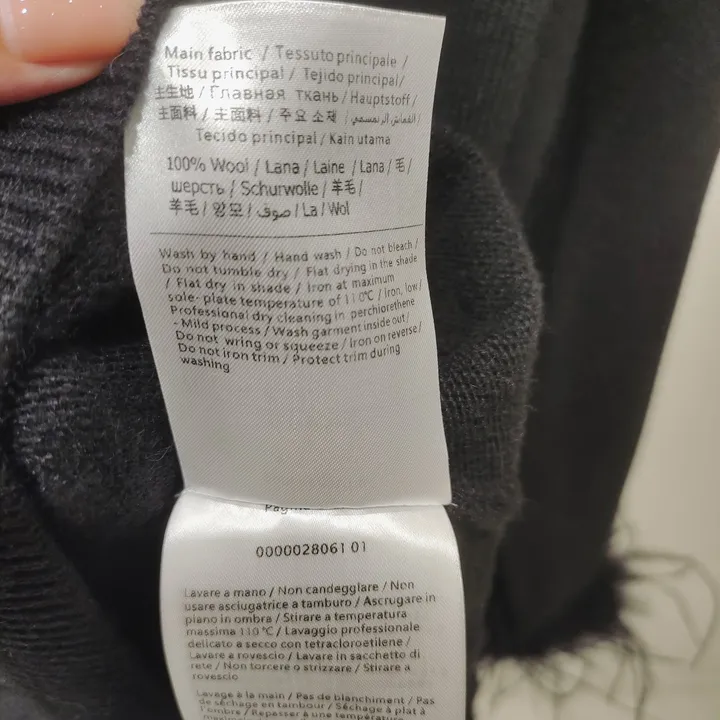 Main fabric / Tessuto principale /
Tissu principal / Tejido principal/
主生地 / Главная ткань / Hauptstoff /
主面料 / 主要面料 / 주요 소재 /
Tecido principal / Kain utama
100% Wool / Lana / Laine / Lana / 毛 /
шерсть / Schurwolle / 羊毛 /
羊毛 / 양모 / صوف / La / Wol
Wash by hand / Hand wash / Do not bleach /
Do not tumble dry / Flat drying in the shade
/ Flat dry in shade / Iron at maximum
sole- plate temperature of 110°C / Iron, low /
Professional dry cleaning in perchlorethene
- Mild process / Wash garment inside out /
Do not wring or squeeze / Iron on reverse /
Do not iron trim / Protect trim during
washing
0000028061 01
Lavare a mano / Non candeggiare / Non
usare asciugatrice a tamburo / Asciugare in
piano in ombra / Stirare a temperatura
massima 110 °C / Lavaggio professionale
delicato a secco con tetracloroetilene /
Lavare a rovescio / Lavare in sacchetto di
rete / Non torcere o strizzare / Stirare a
rovescio
Lavage à la main / Pas de blanchiment / Pas
de séchage en tambour / Séchage à plat à
l'ombre / Repasser à une température